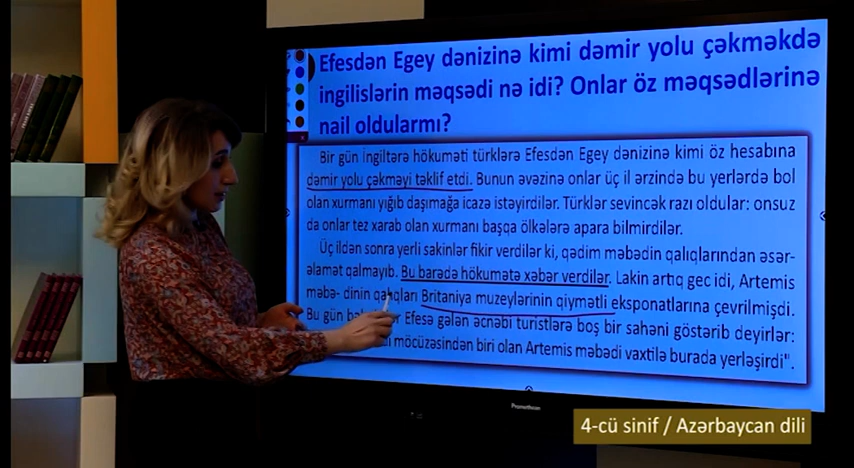 Efesdən Egey dənizinə kimi dəmir yolu çəkməkdə
ingilislərin məqsədi nə idi? Onlar öz məqsədlərinə
nail oldularmı?
Bir gün ingiltərə hökuməti türklərə Efesdən Egey dənizinə kimi öz hesabına
dəmir yolu çəkməyi təklif etdi. Bunun əvəzinə onlar üç il ərzində bu yerlərdə bol
olan xurmanı yığıb daşımağa icazə istəyirdilər. Türklər sevincək razı oldular: onsuz
da onlar tez xarab olan xurmanı başqa ölkələrə apara bilmirdilər.
Üç ildən sonra yerli sakinlər fikir verdilər ki, qədim məbədin qalıqlarından əsər-
əlamət qalmayıb. Bu barədə hökumətə xəbər verdilər. Lakin artıq gec idi, Artemis
məbə- dinin qalıqları Britaniya muzeylərinin qiymətli eksponatlarına çevrilmişdi.
Bu gün Efesə gələn əcnəbi turistlərə boş bir sahəni göstərib deyirlər:
möcüzəsindən biri olan Artemis məbədi vaxtilə burada yerləşirdi".
Promethean
4-cü sinif / Azərbaycan dili